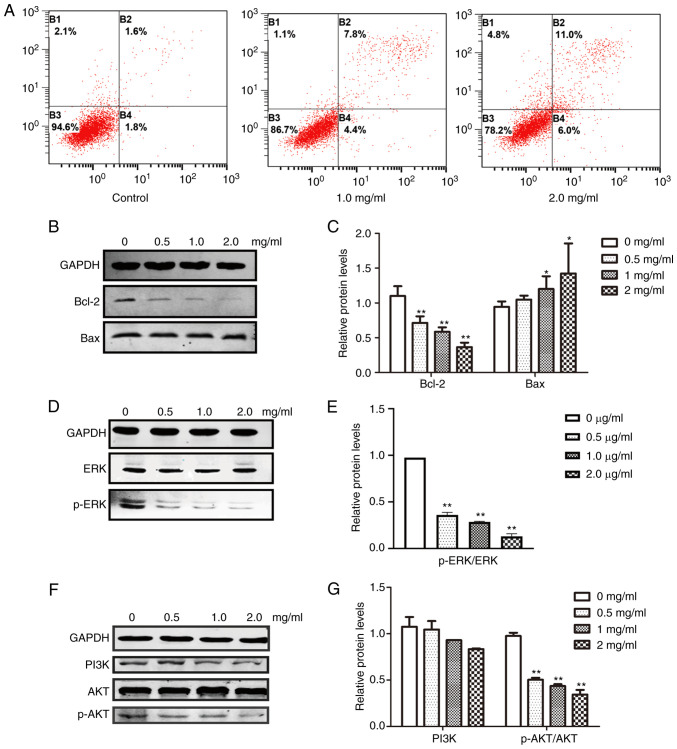 A
10³
10²
10¹
10⁰
B1
2.1%
B2
1.6%
B3
94.6%
B4
1.8%
10⁰ 10¹ 10² 10³
Control
10³
10²
10¹
10⁰
B1
1.1%
B2
7.8%
B3
86.7%
B4
4.4%
10⁰ 10¹ 10² 10³
1.0 mg/ml
10³
10²
10¹
10⁰
B1
4.8%
B2
11.0%
B3
78.2%
B4
6.0%
10⁰ 10¹ 10² 10³
2.0 mg/ml
B
0 0.5 1.0 2.0 mg/ml
GAPDH
Bcl-2
Bax
C
Relative protein levels
2.0
1.5
1.0
0.5
0.0
** ** ** * *
Bcl-2 Bax
0 mg/ml
0.5 mg/ml
1 mg/ml
2 mg/ml
D
0 0.5 1.0 2.0 mg/ml
GAPDH
ERK
p-ERK
E
Relative protein levels
1.5
1.0
0.5
0.0
** ** **
p-ERK/ERK
0 µg/ml
0.5 µg/ml
1.0 µg/ml
2.0 µg/ml
F
0 0.5 1.0 2.0 mg/ml
GAPDH
PI3K
AKT
p-AKT
G
Relative protein levels
1.5
1.0
0.5
0.0
** ** **
PI3K p-AKT/AKT
0 mg/ml
0.5 mg/ml
1 mg/ml
2 mg/ml